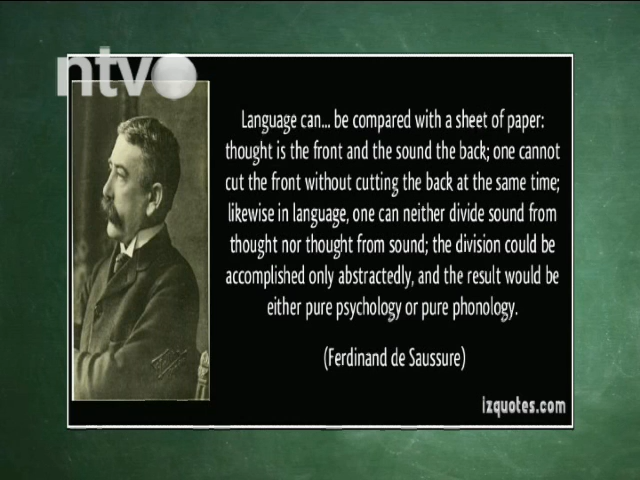 ntv
Language can... be compared with a sheet of paper:
thought is the front and the sound the back; one cannot
cut the front without cutting the back at the same time;
likewise in language, one can neither divide sound from
thought nor thought from sound; the division could be
accomplished only abstractedly, and the result would be
either pure psychology or pure phonology.
(Ferdinand de Saussure)
izquotes.com